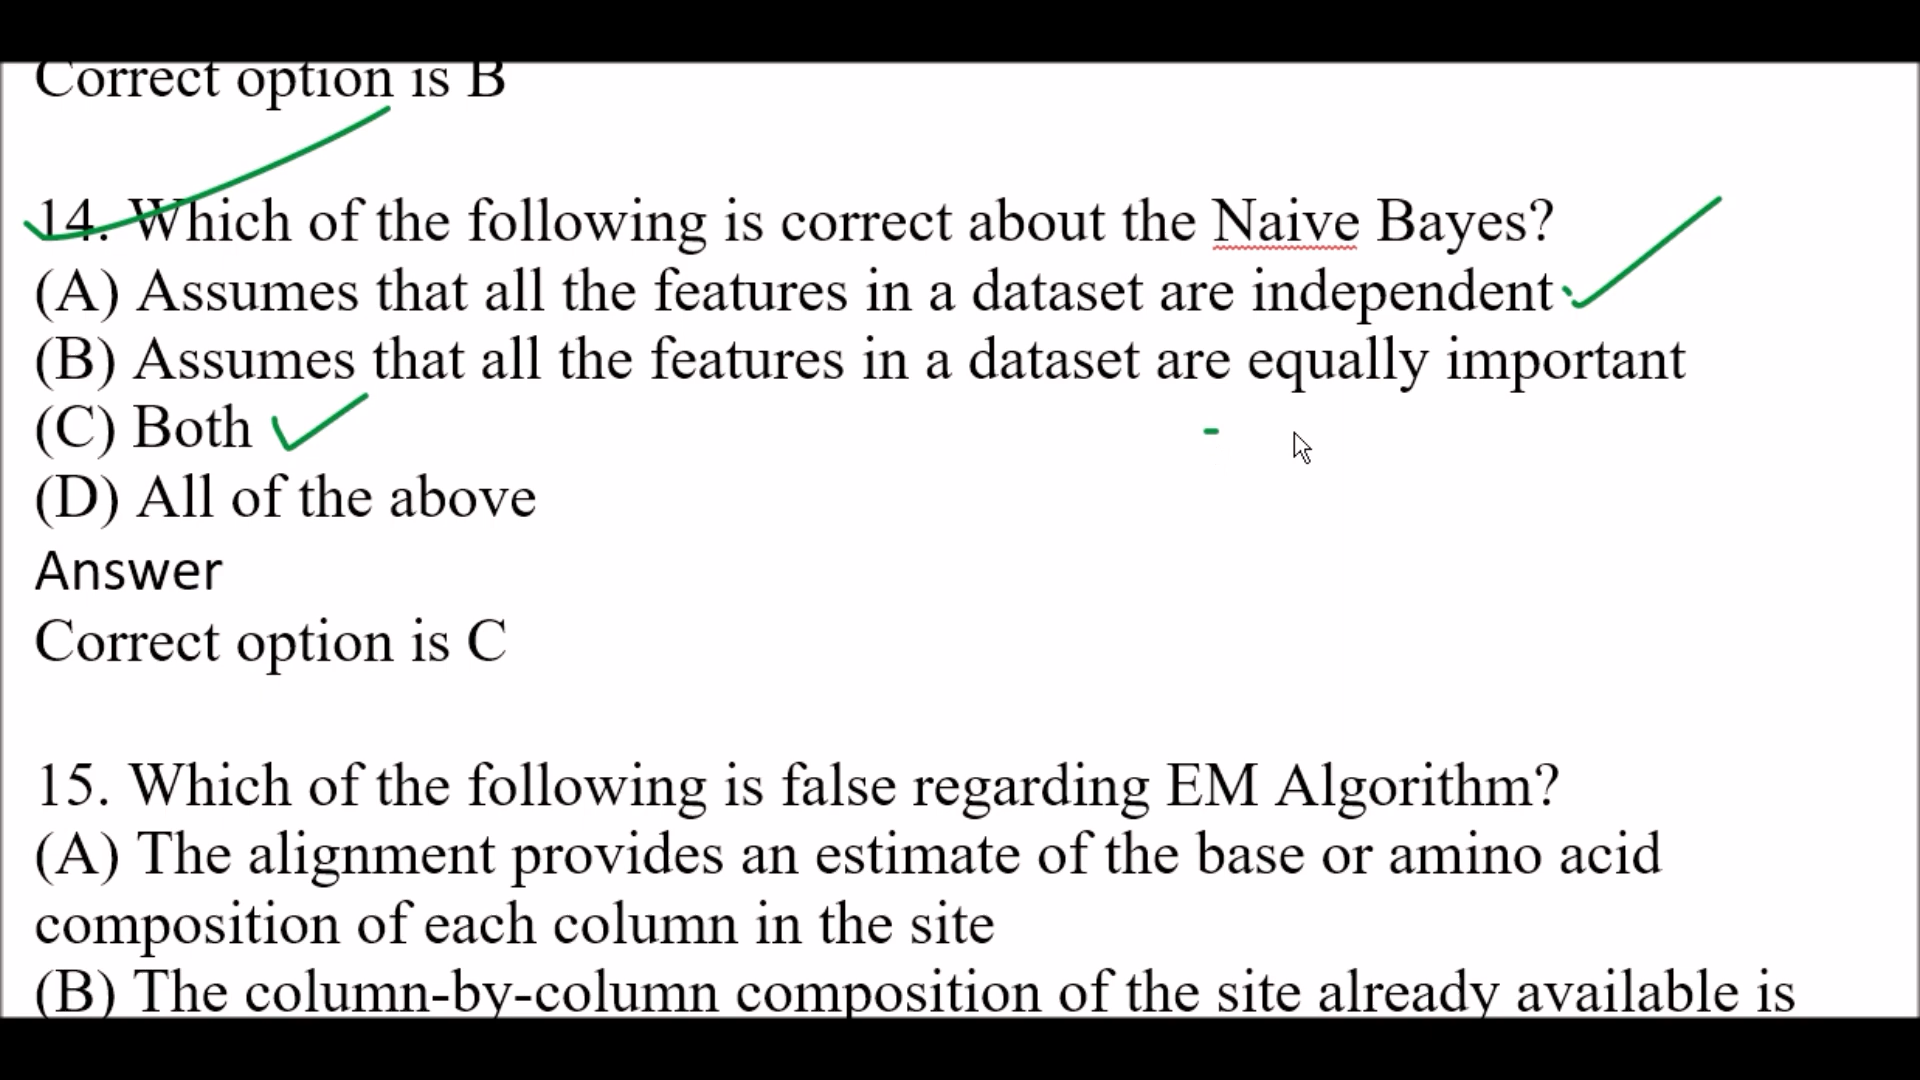 Correct option is B
14. Which of the following is correct about the Naive Bayes?
(A) Assumes that all the features in a dataset are independent
(B) Assumes that all the features in a dataset are equally important
(C) Both
(D) All of the above
Answer
Correct option is C
15. Which of the following is false regarding EM Algorithm?
(A) The alignment provides an estimate of the base or amino acid
composition of each column in the site
(B) The column-by-column composition of the site already available is